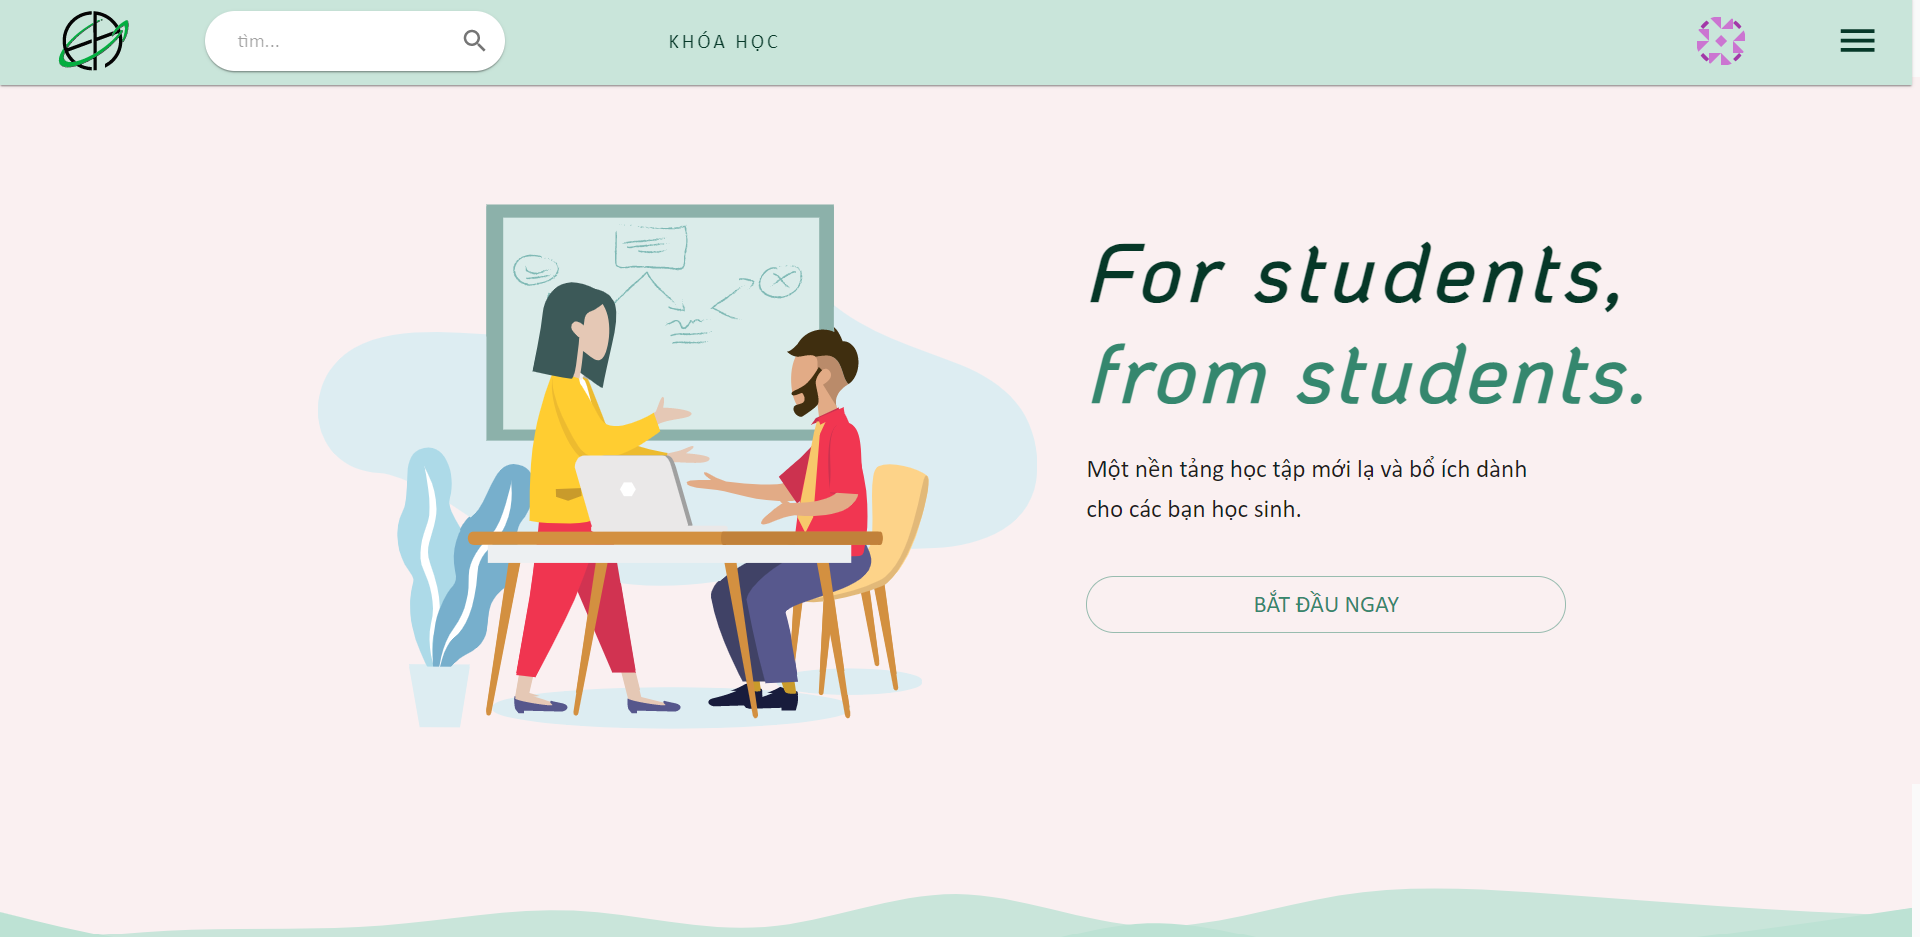 tìm...
KHÓA HỌC
For students,
from students.
Một nền tảng học tập mới lạ và bổ ích dành
cho các bạn học sinh.
BẮT ĐẦU NGAY